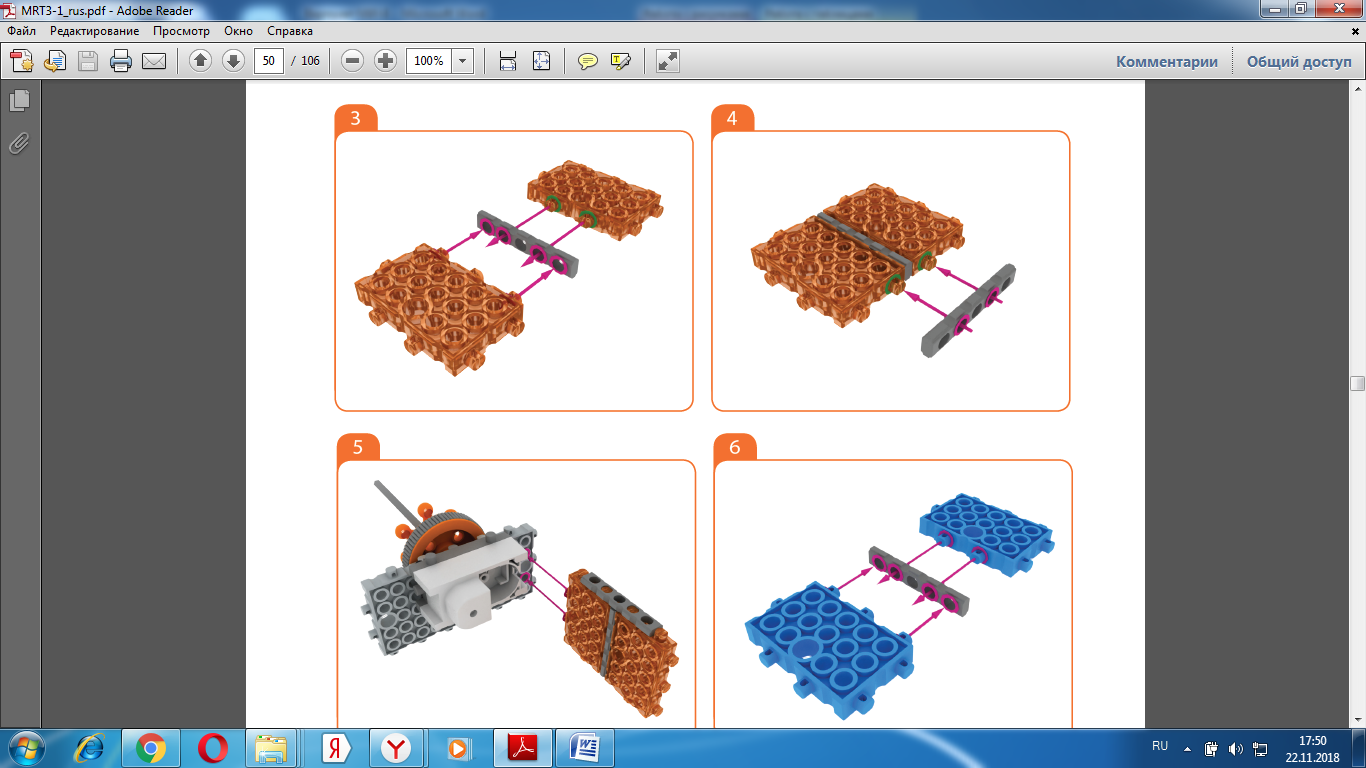 MRT3-1_rus.pdf - Adobe Reader
Файл Редактирование Просмотр Окно Справка
50 / 106 100% Комментарии Общий доступ
3 4
5 6
RU 17:50
22.11.2018